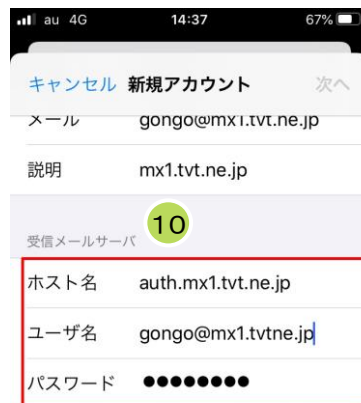 au 4G 14:37 67%
キャンセル 新規アカウント 次へ
メール gongo@mx1.tvt.ne.jp
説明 mx1.tvt.ne.jp
10
受信メールサーバ
ホスト名 auth.mx1.tvt.ne.jp
ユーザ名 gongo@mx1.tvtne.jp
パスワード ●●●●●●●●